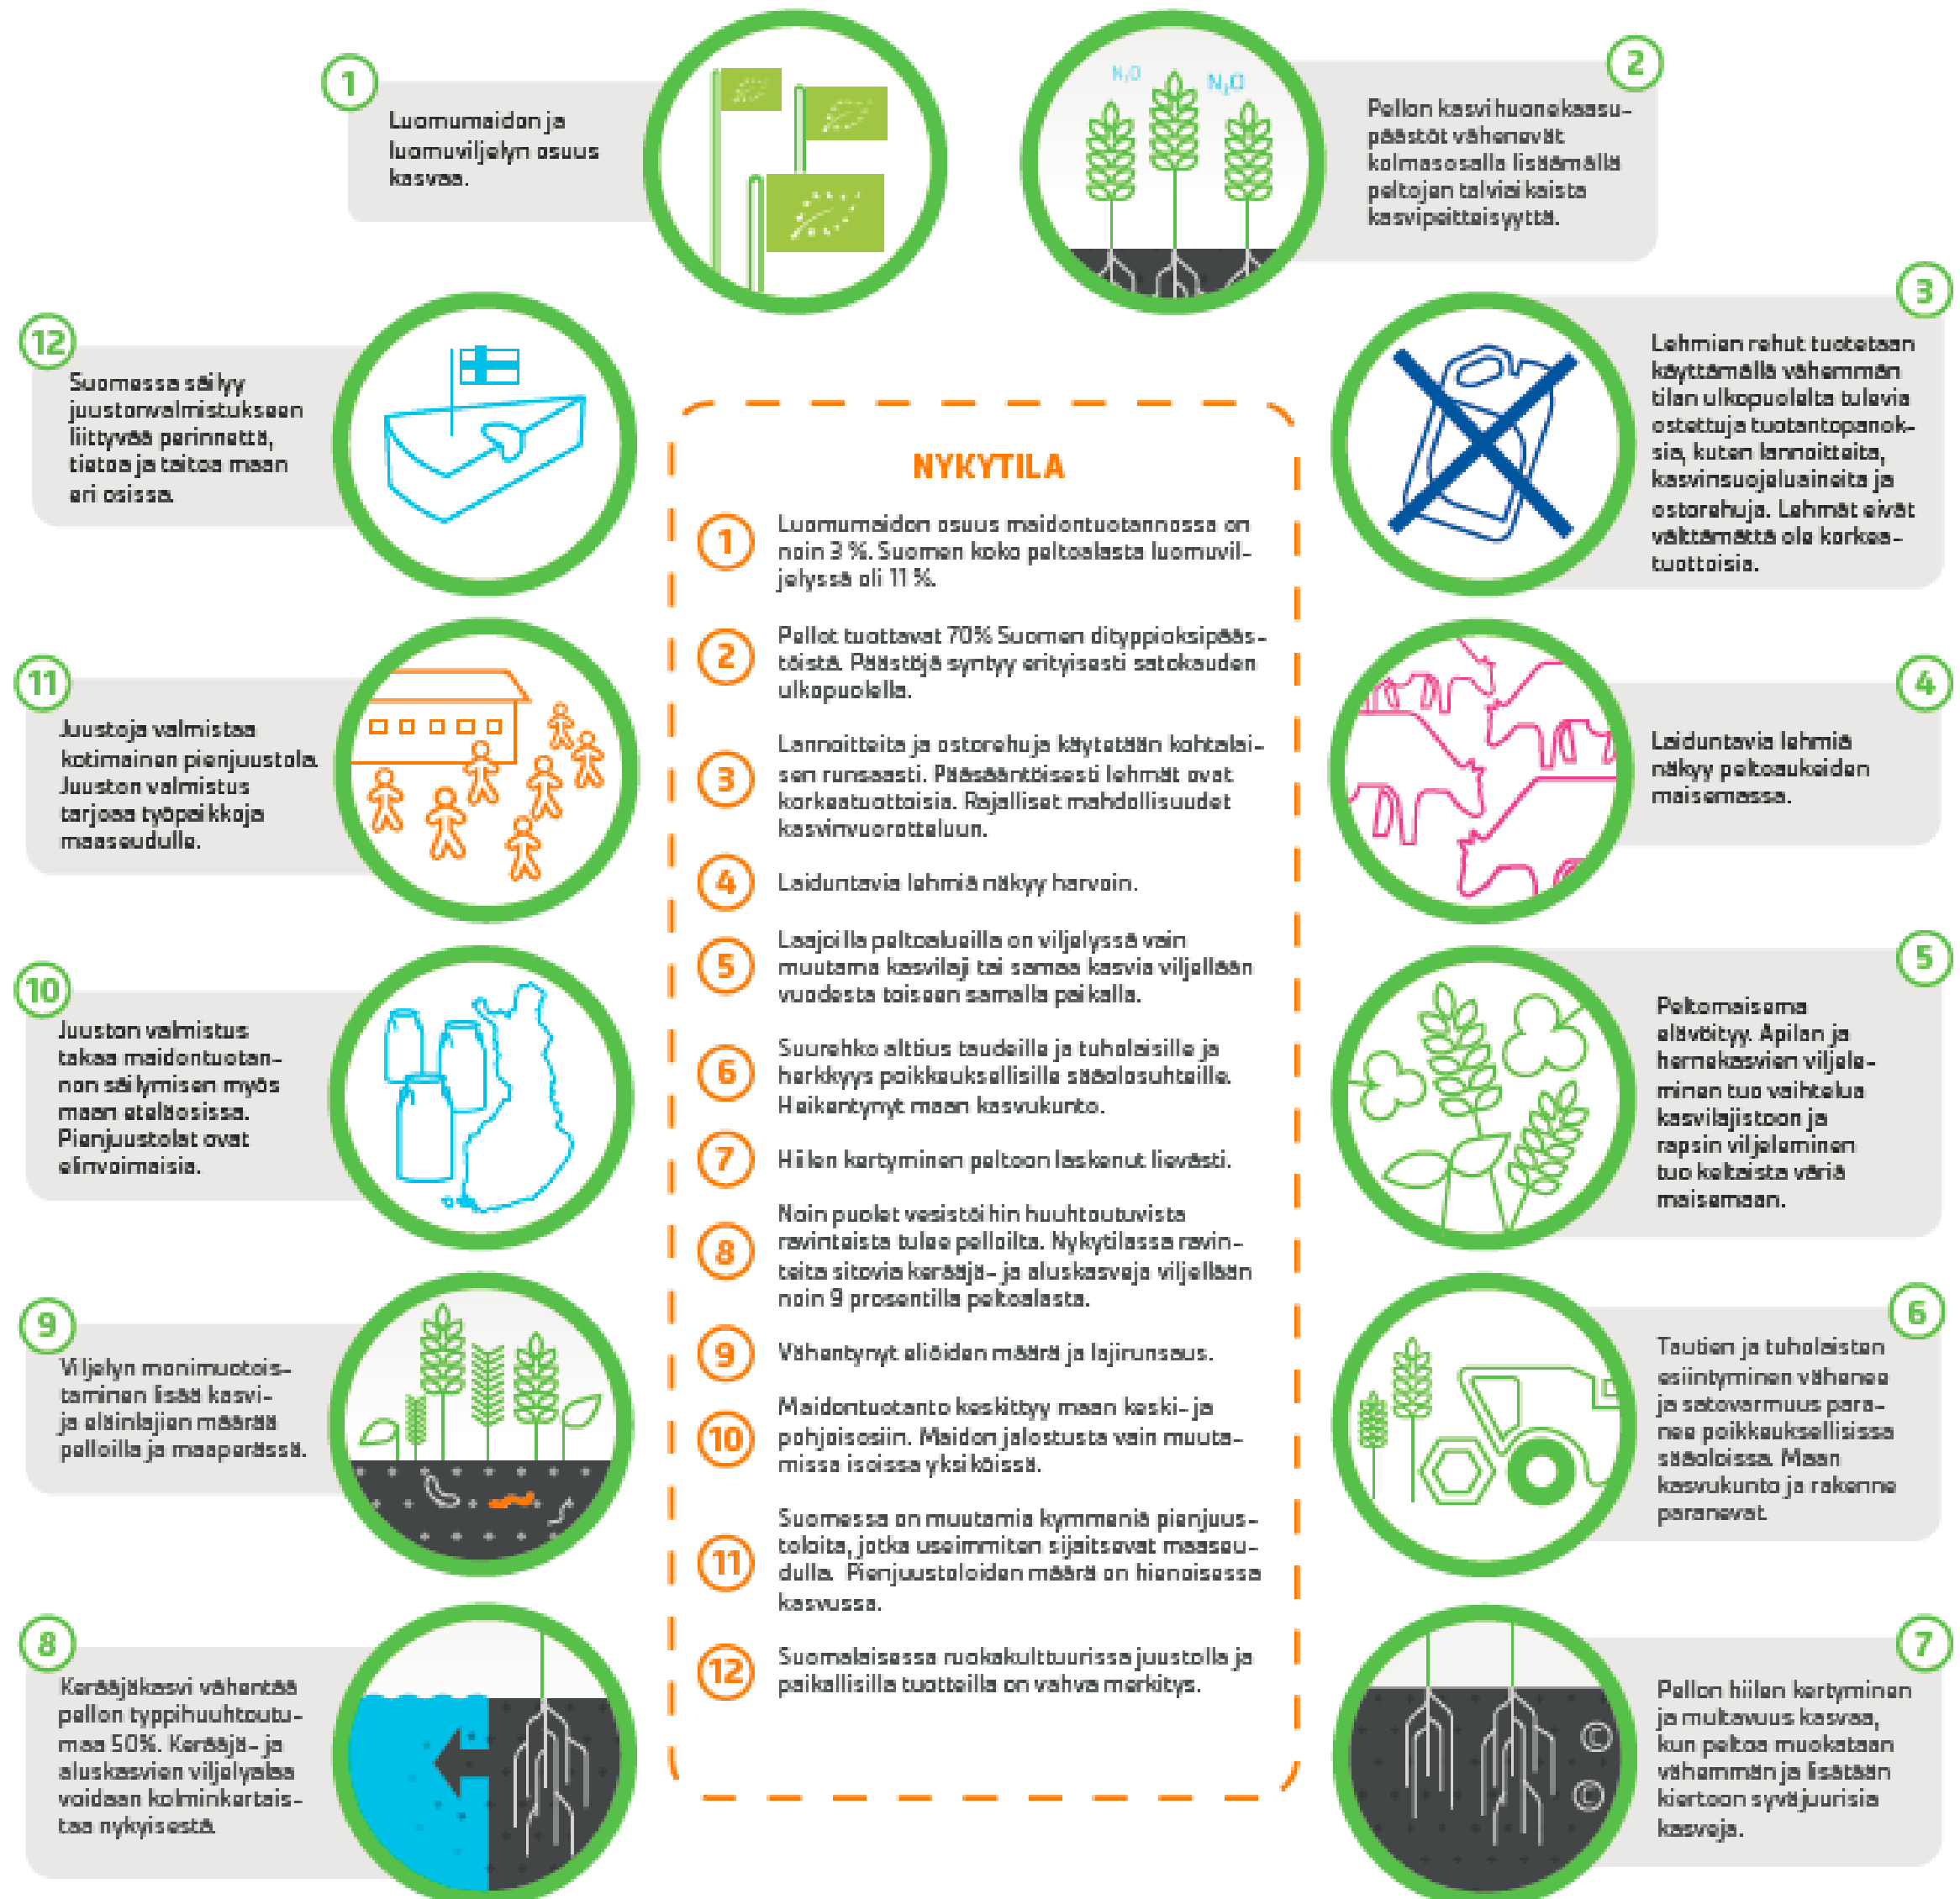 1
Luomumaidon ja
luomuviljelyn osuus
kasvaa.
N₂O
N₂O
2
Pellon kasvihuonekaasu-
päästöt vähenevät
kolmasosalla lisäämällä
peltojen talviaikaista
kasvipeitteisyyttä.
3
Lehmien rehut tuotetaan
käyttämällä vähemmän
tilan ulkopuolelta tulevia
ostettuja tuotantopanok-
sia, kuten lannoitteita,
kasvinsuojeluaineita ja
ostorehuja. Lehmät eivät
välttämättä ole korkea-
tuottoisia.
4
Laiduntavia lehmiä
näkyy peltoaukeiden
maisemassa.
5
Peltomaisema
elävöityy. Apilan ja
hernekasvien viljele-
minen tuo vaihtelua
kasvilajistoon ja
rapsin viljeleminen
tuo keltaista väriä
maisemaan.
6
Tautien ja tuholaisten
esiintyminen vähenee
ja satovarmuus para-
nee poikkeuksellisissa
sääoloissa. Maan
kasvukunto ja rakenne
paranevat.
7
Pellon hiilen kertyminen
ja multavuus kasvaa,
kun peltoa muokataan
vähemmän ja lisätään
kiertoon syväjuurisia
kasveja.
C
C
8
Kerääjäkasvi vähentää
pellon typpihuuhtoutu-
maa 50%. Kerääjä- ja
aluskasvien viljelyalaa
voidaan kolminkertais-
taa nykyisestä.
9
Viljelyn monimuotois-
taminen lisää kasvi-
ja eläinlajien määrää
pelloilla ja maaperässä.
10
Juuston valmistus
takaa maidontuotan-
non säilymisen myös
maan eteläosissa.
Pienjuustolat ovat
elinvoimaisia.
11
Juustoja valmistaa
kotimainen pienjuustola.
Juuston valmistus
tarjoaa työpaikkoja
maaseudulle.
12
Suomessa säilyy
juustonvalmistukseen
liittyvää perinnettä,
tietoa ja taitoa maan
eri osissa.
NYKYTILA
1
Luomumaidon osuus maidontuotannossa on
noin 3 %. Suomen koko peltoalasta luomuvil-
jelyssä oli 11 %.
2
Pellot tuottavat 70% Suomen dityppioksipääs-
töistä. Päästöjä syntyy erityisesti satokauden
ulkopuolella.
3
Lannoitteita ja ostorehuja käytetään kohtalai-
sen runsaasti. Pääsääntöisesti lehmät ovat
korkeatuottoisia. Rajalliset mahdollisuudet
kasvinvuorotteluun.
4
Laiduntavia lehmiä näkyy harvoin.
5
Laajoilla peltoalueilla on viljelyssä vain
muutama kasvilaji tai samaa kasvia viljellään
vuodesta toiseen samalla paikalla.
6
Suurehko alttius taudeille ja tuholaisille ja
herkkyys poikkeuksellisille sääolosuhteille.
Heikentynyt maan kasvukunto.
7
Hiilen kertyminen peltoon laskenut lievästi.
8
Noin puolet vesistöihin huuhtoutuvista
ravinteista tulee pelloilta. Nykytilassa ravin-
teita sitovia kerääjä- ja aluskasveja viljellään
noin 9 prosentilla peltoalasta.
9
Vähentynyt eliöiden määrä ja lajirunsaus.
10
Maidontuotanto keskittyy maan keski- ja
pohjoisosiin. Maidon jalostusta vain muuta-
missa isoissa yksiköissä.
11
Suomessa on muutamia kymmeniä pienjuus-
toloita, jotka useimmiten sijaitsevat maaseu-
dulla. Pienjuustoloiden määrä on hienoisessa
kasvussa.
12
Suomalaisessa ruokakulttuurissa juustolla ja
paikallisilla tuotteilla on vahva merkitys.